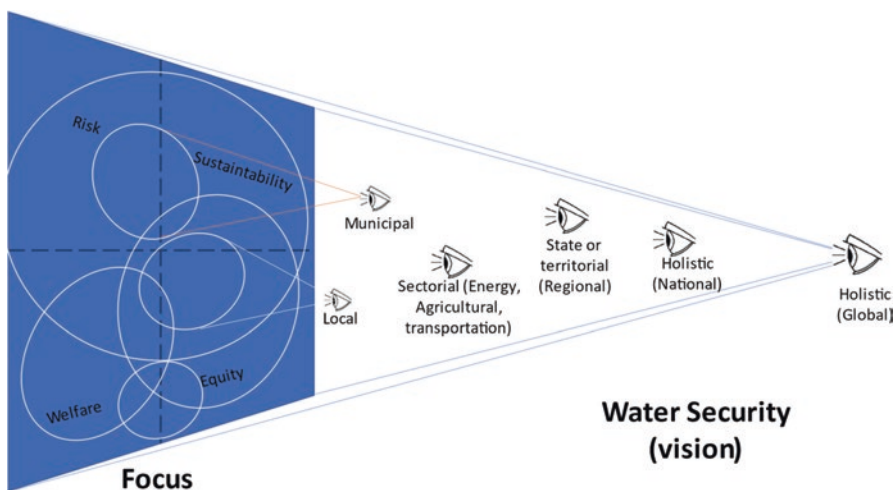 Risk
Sustaintability
Municipal
State or
territorial
(Regional)
Holistic
(National)
Sectorial (Energy,
Agricultural,
transportation)
Local
Holistic
(Global)
Equity
Welfare
Water Security
(vision)
Focus